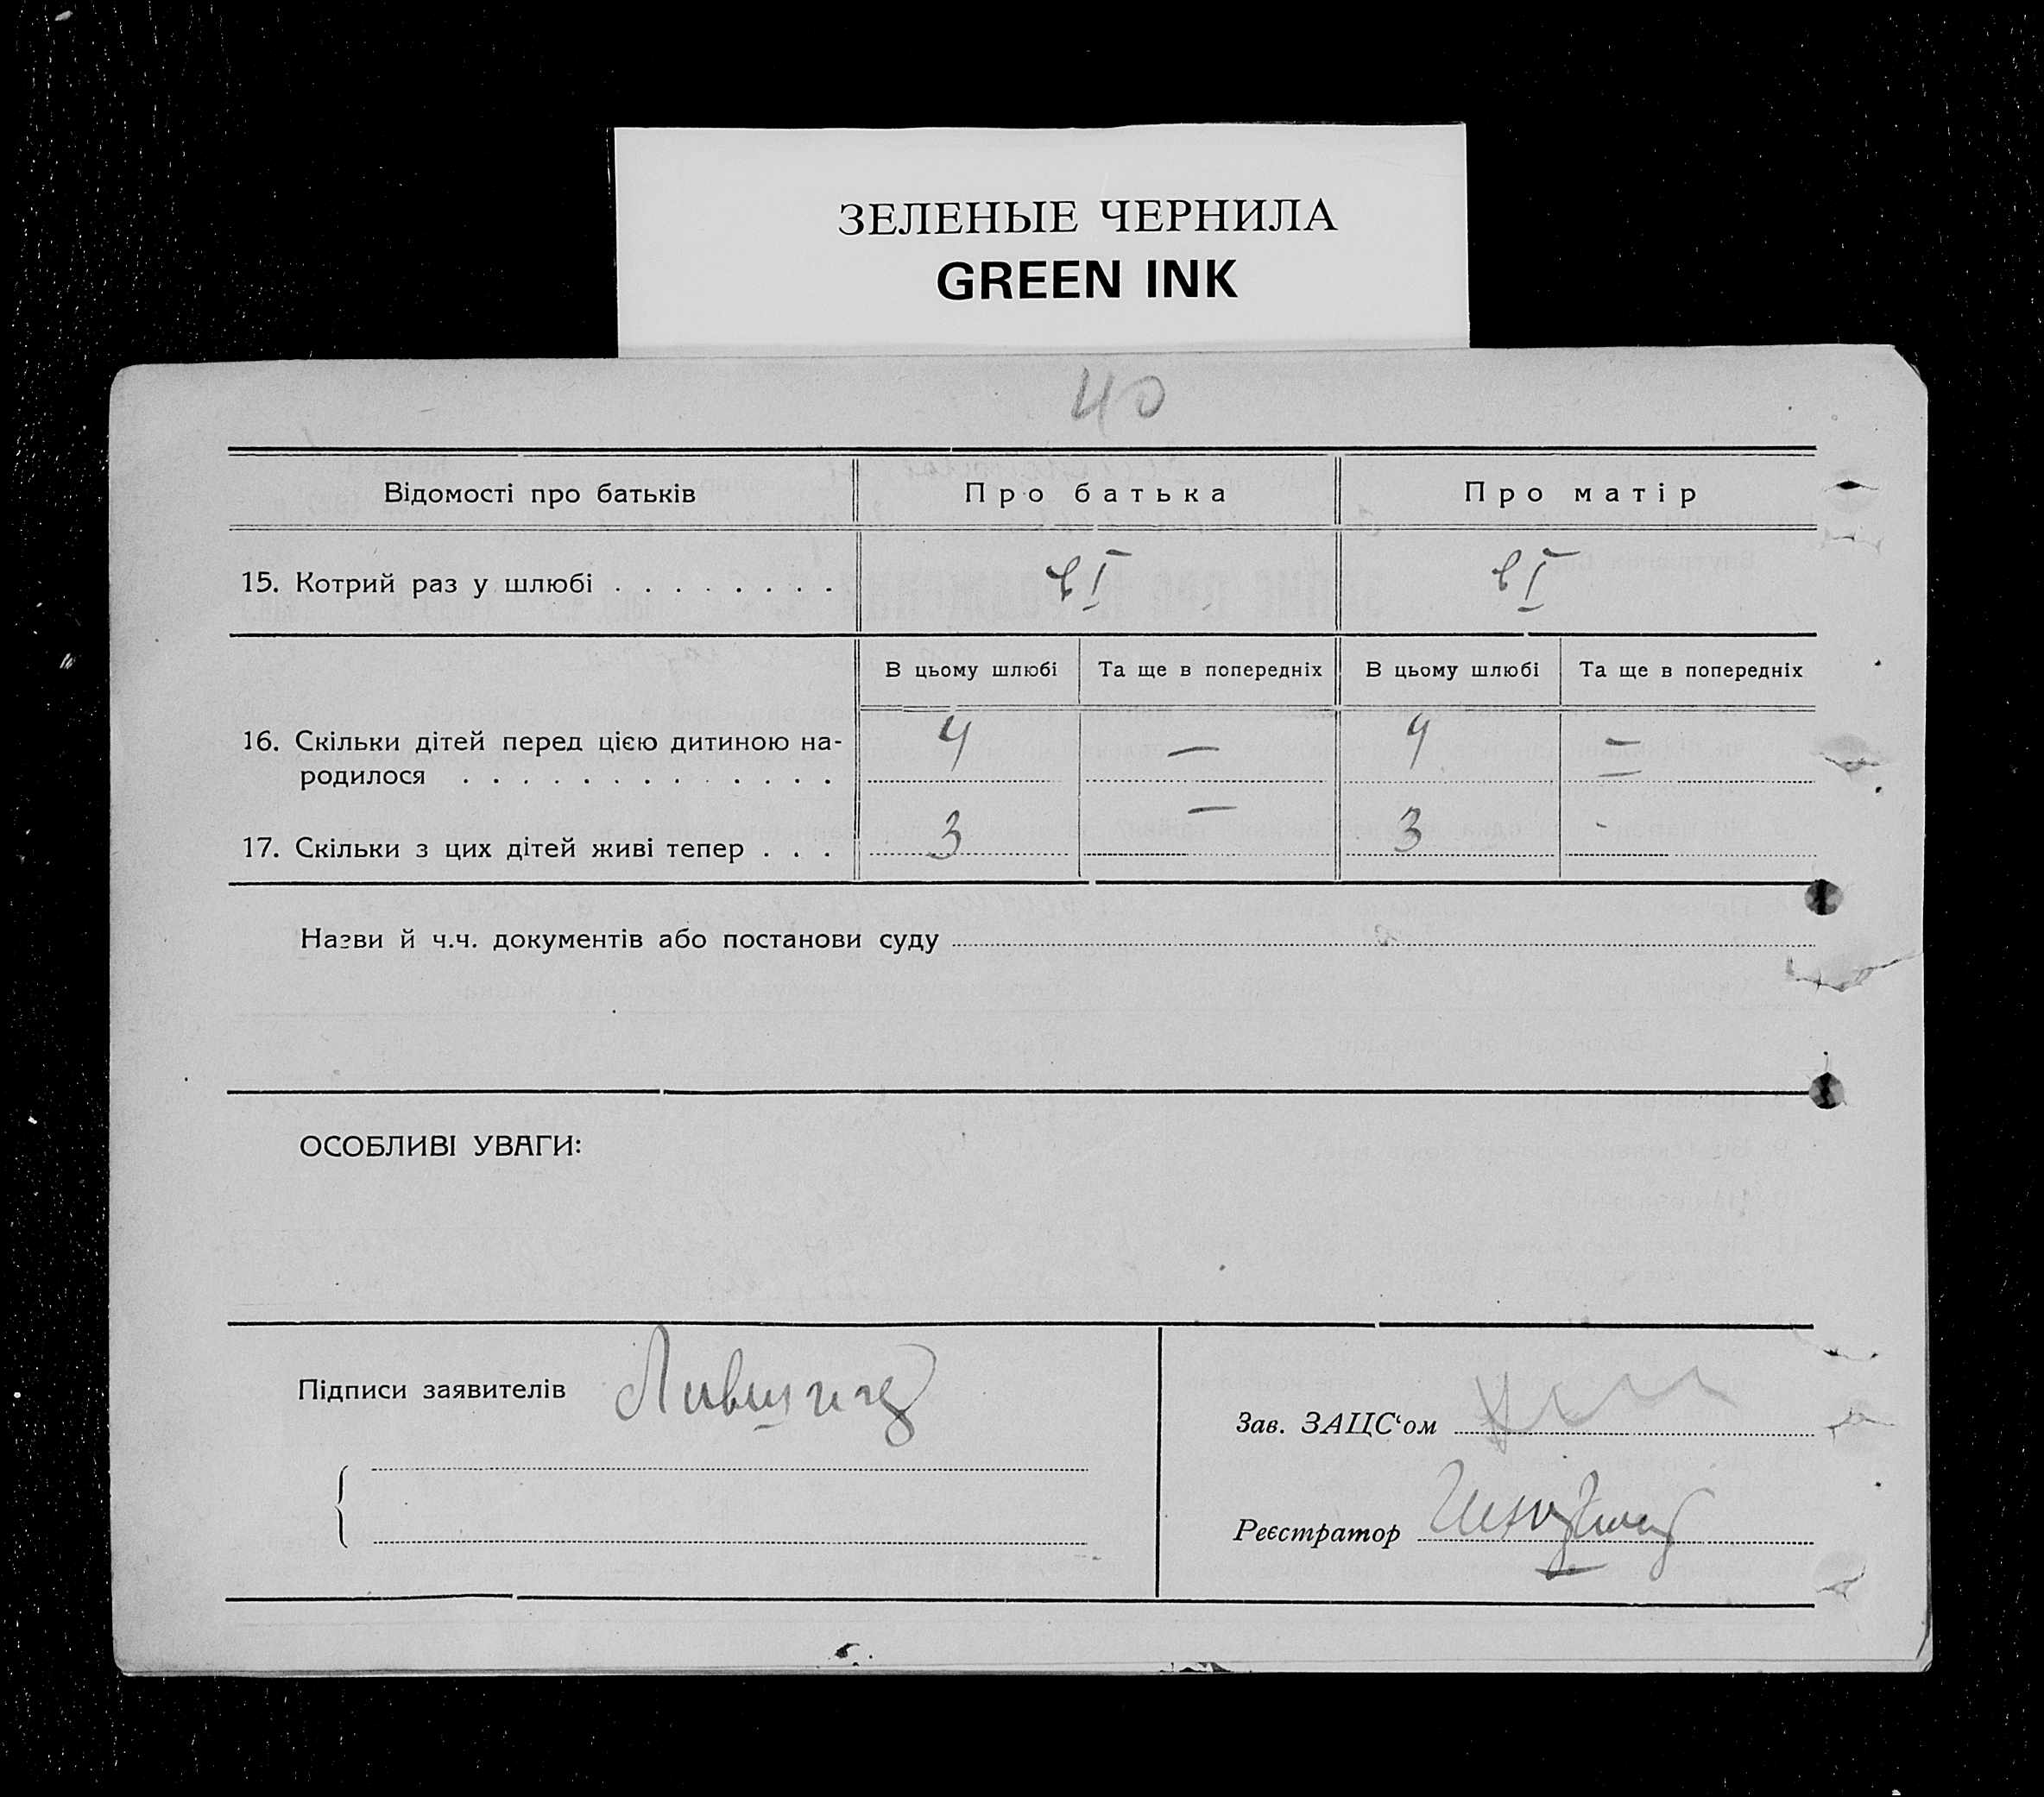 ЗЕЛЕНЫЕ ЧЕРНИЛА
GREEN INK
40
Відомості про батьків Про батька Про матір
15. Котрий раз у шлюбі . . . . . . . . в I в I
В цьому шлюбі Та ще в попередніх В цьому шлюбі Та ще в попередніх
16. Скільки дітей перед цією дитиною на- 4 — 4 —
родилося . . . . . . . . . . . . .
17. Скільки з цих дітей живі тепер . . . 3 — 3 -
Назви й ч.ч. документів або постанови суду
ОСОБЛИВІ УВАГИ:
Підписи заявителів
Зав. ЗАЦС‘ом
Реєстратор